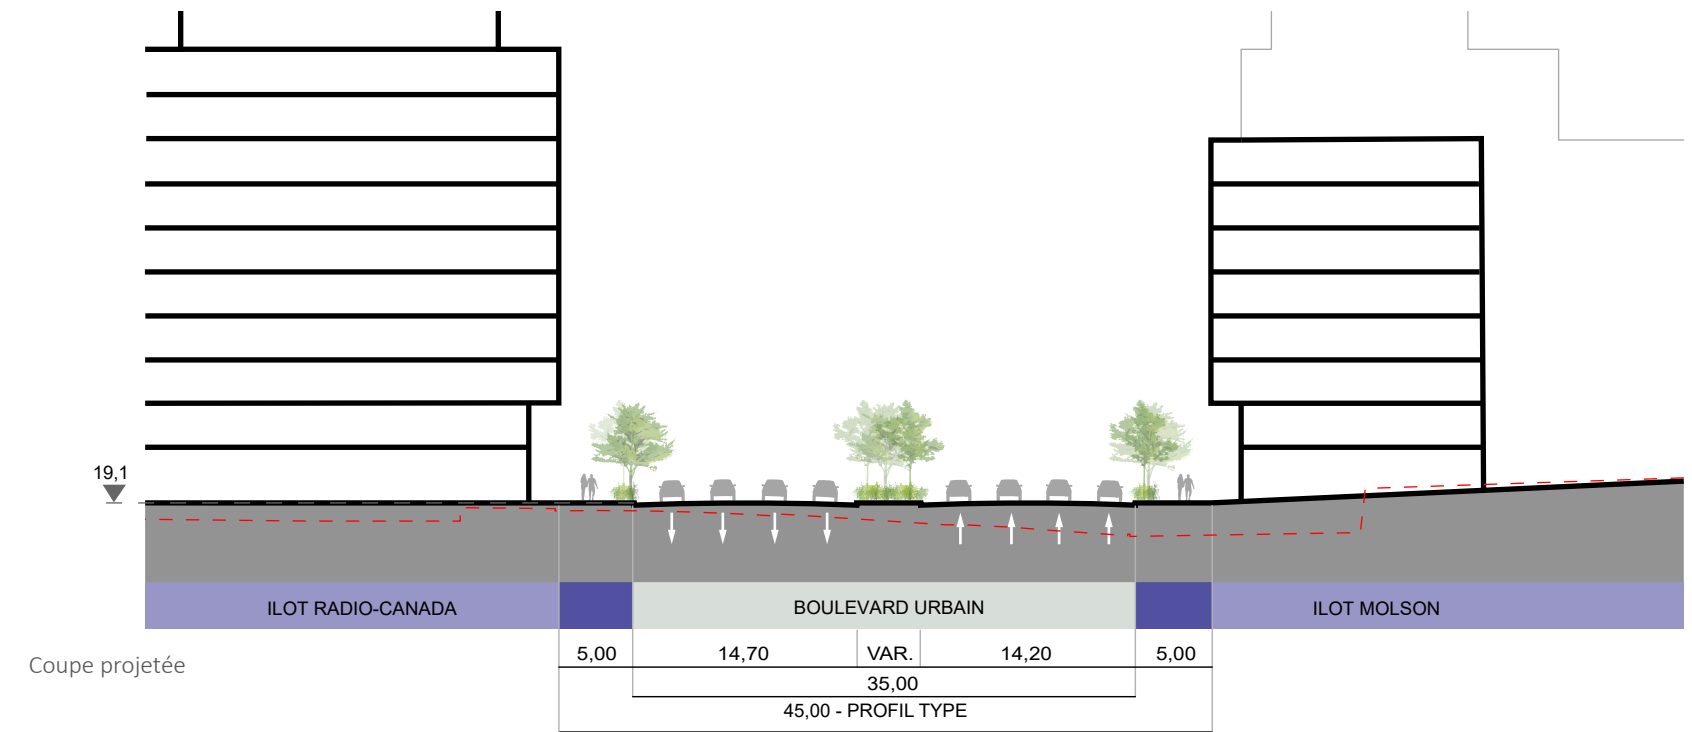 19,1
ILOT RADIO-CANADA
BOULEVARD URBAIN
ILOT MOLSON
5,00
14,70
VAR.
14,20
5,00
Coupe projetée
35,00
45,00 - PROFIL TYPE